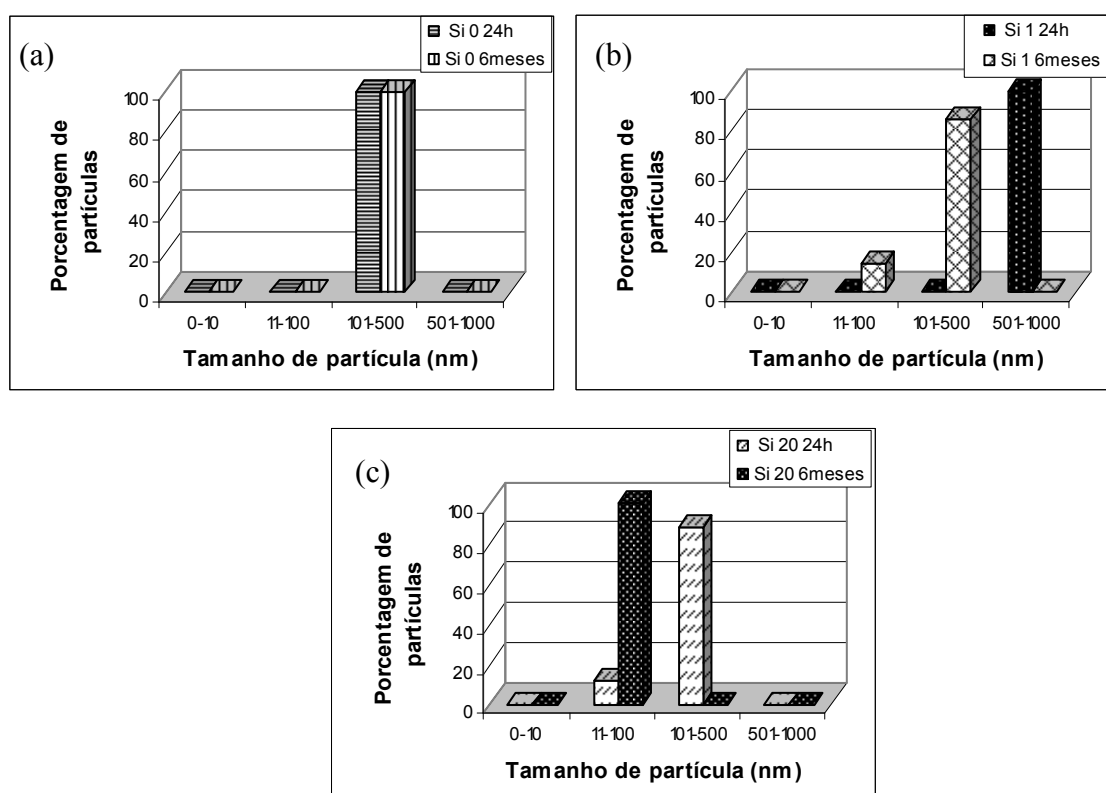 (a)
Si 0 24h
Si 0 6meses
Porcentagem de
partículas
100
80
60
40
20
0
0-10 11-100 101-500 501-1000
Tamanho de partícula (nm)
(b)
Si 1 24h
Si 1 6meses
Porcentagem de
partículas
100
80
60
40
20
0
0-10 11-100 101-500 501-1000
Tamanho de partícula (nm)
(c)
Si 20 24h
Si 20 6meses
Porcentagem de
partículas
100
80
60
40
20
0
0-10 11-100 101-500 501-1000
Tamanho de partícula (nm)